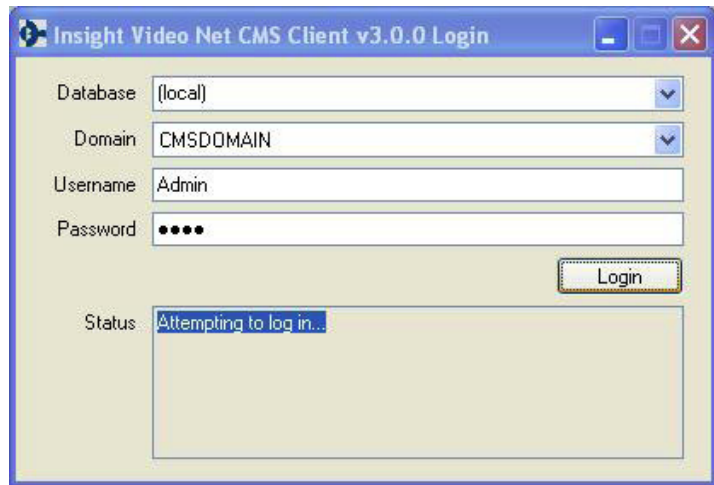 Insight Video Net CMS Client v3.0.0 Login
Database (local)
Domain CMSDOMAIN
Username Admin
Password ●●●●
Login
Status Attempting to log in...